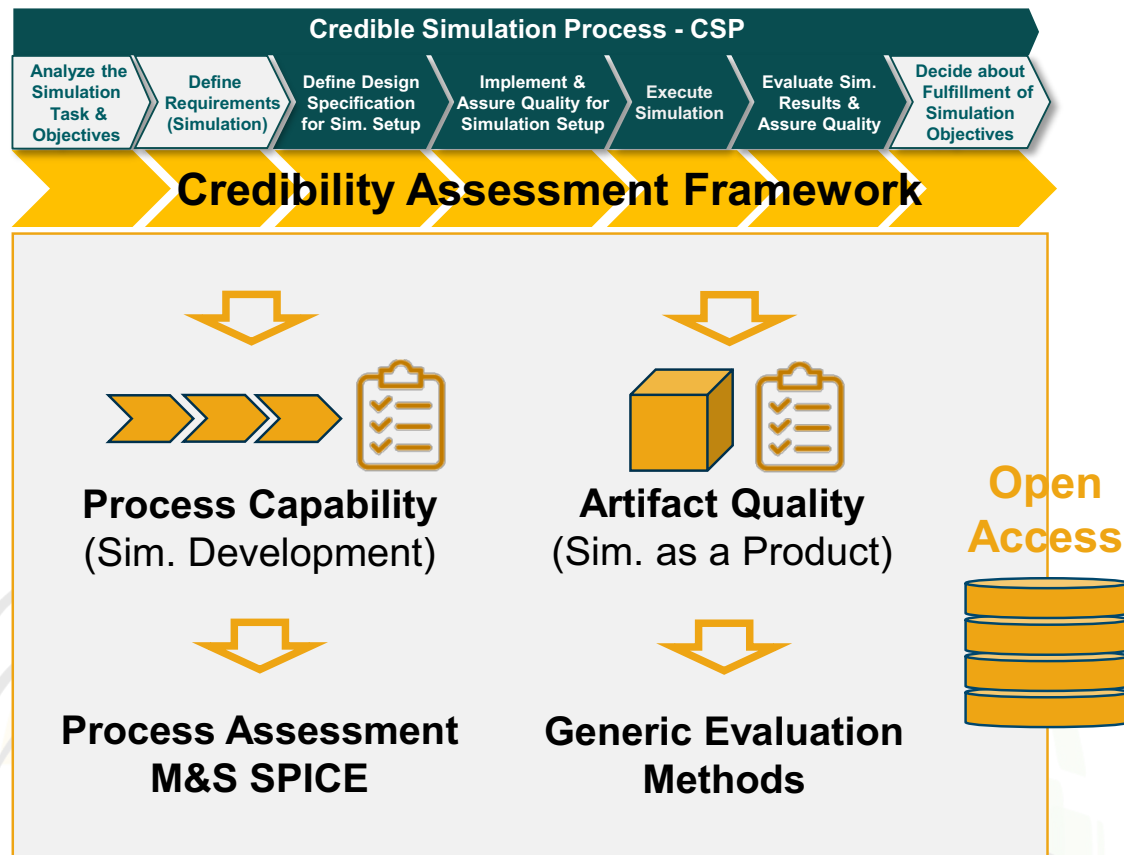 Credible Simulation Process - CSP
Analyze the
Simulation
Task &
Objectives
Define
Requirements
(Simulation)
Define Design
Specification
for Sim. Setup
Implement &
Assure Quality for
Simulation Setup
Execute
Simulation
Evaluate Sim.
Results &
Assure Quality
Decide about
Fulfillment of
Simulation
Objectives
Credibility Assessment Framework
Process Capability
(Sim. Development)
Artifact Quality
(Sim. as a Product)
Open
Access
Process Assessment
M&S SPICE
Generic Evaluation
Methods